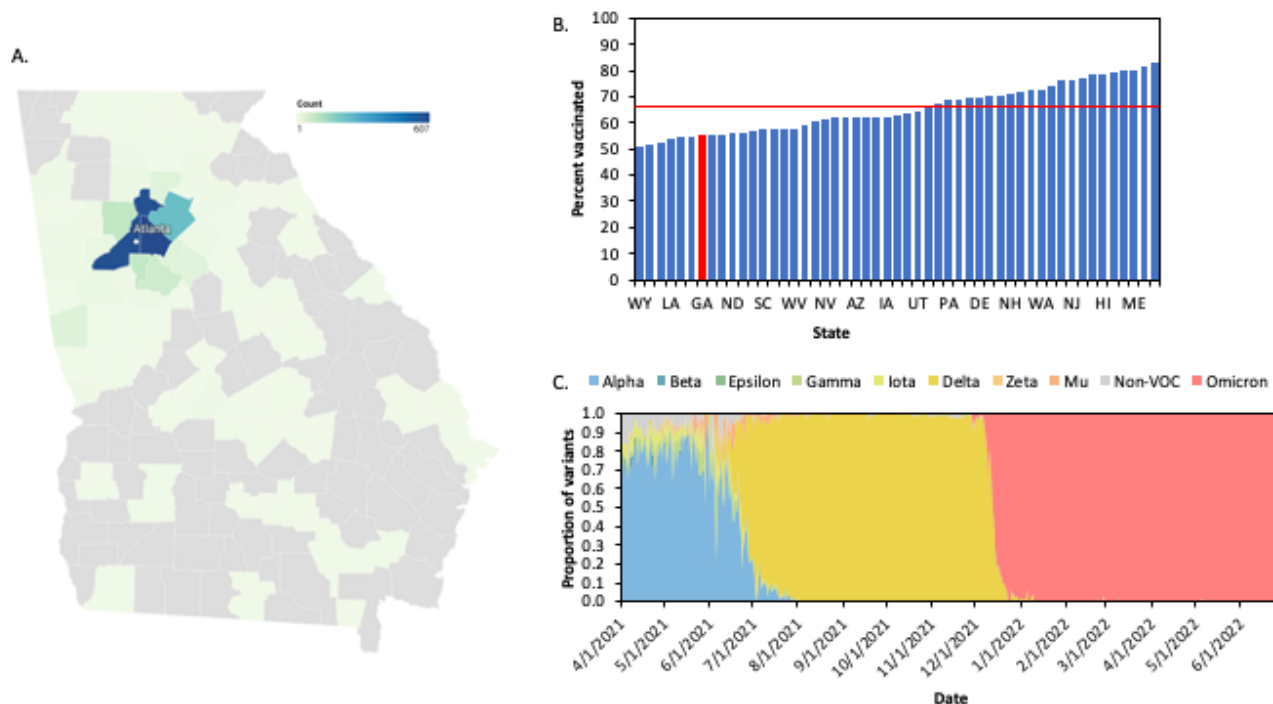 A.
Count
1 607
Atlanta
B.
Percent vaccinated
100
90
80
70
60
50
40
30
20
10
0
WY LA GA ND SC WV NV AZ IA UT PA DE NH WA NJ HI ME
State
C.
Alpha Beta Epsilon Gamma Iota Delta Zeta Mu Non-VOC Omicron
Proportion of variants
1.0
0.9
0.8
0.7
0.6
0.5
0.4
0.3
0.2
0.1
0.0
4/1/2021 5/1/2021 6/1/2021 7/1/2021 8/1/2021 9/1/2021 10/1/2021 11/1/2021 12/1/2021 1/1/2022 2/1/2022 3/1/2022 4/1/2022 5/1/2022 6/1/2022
Date